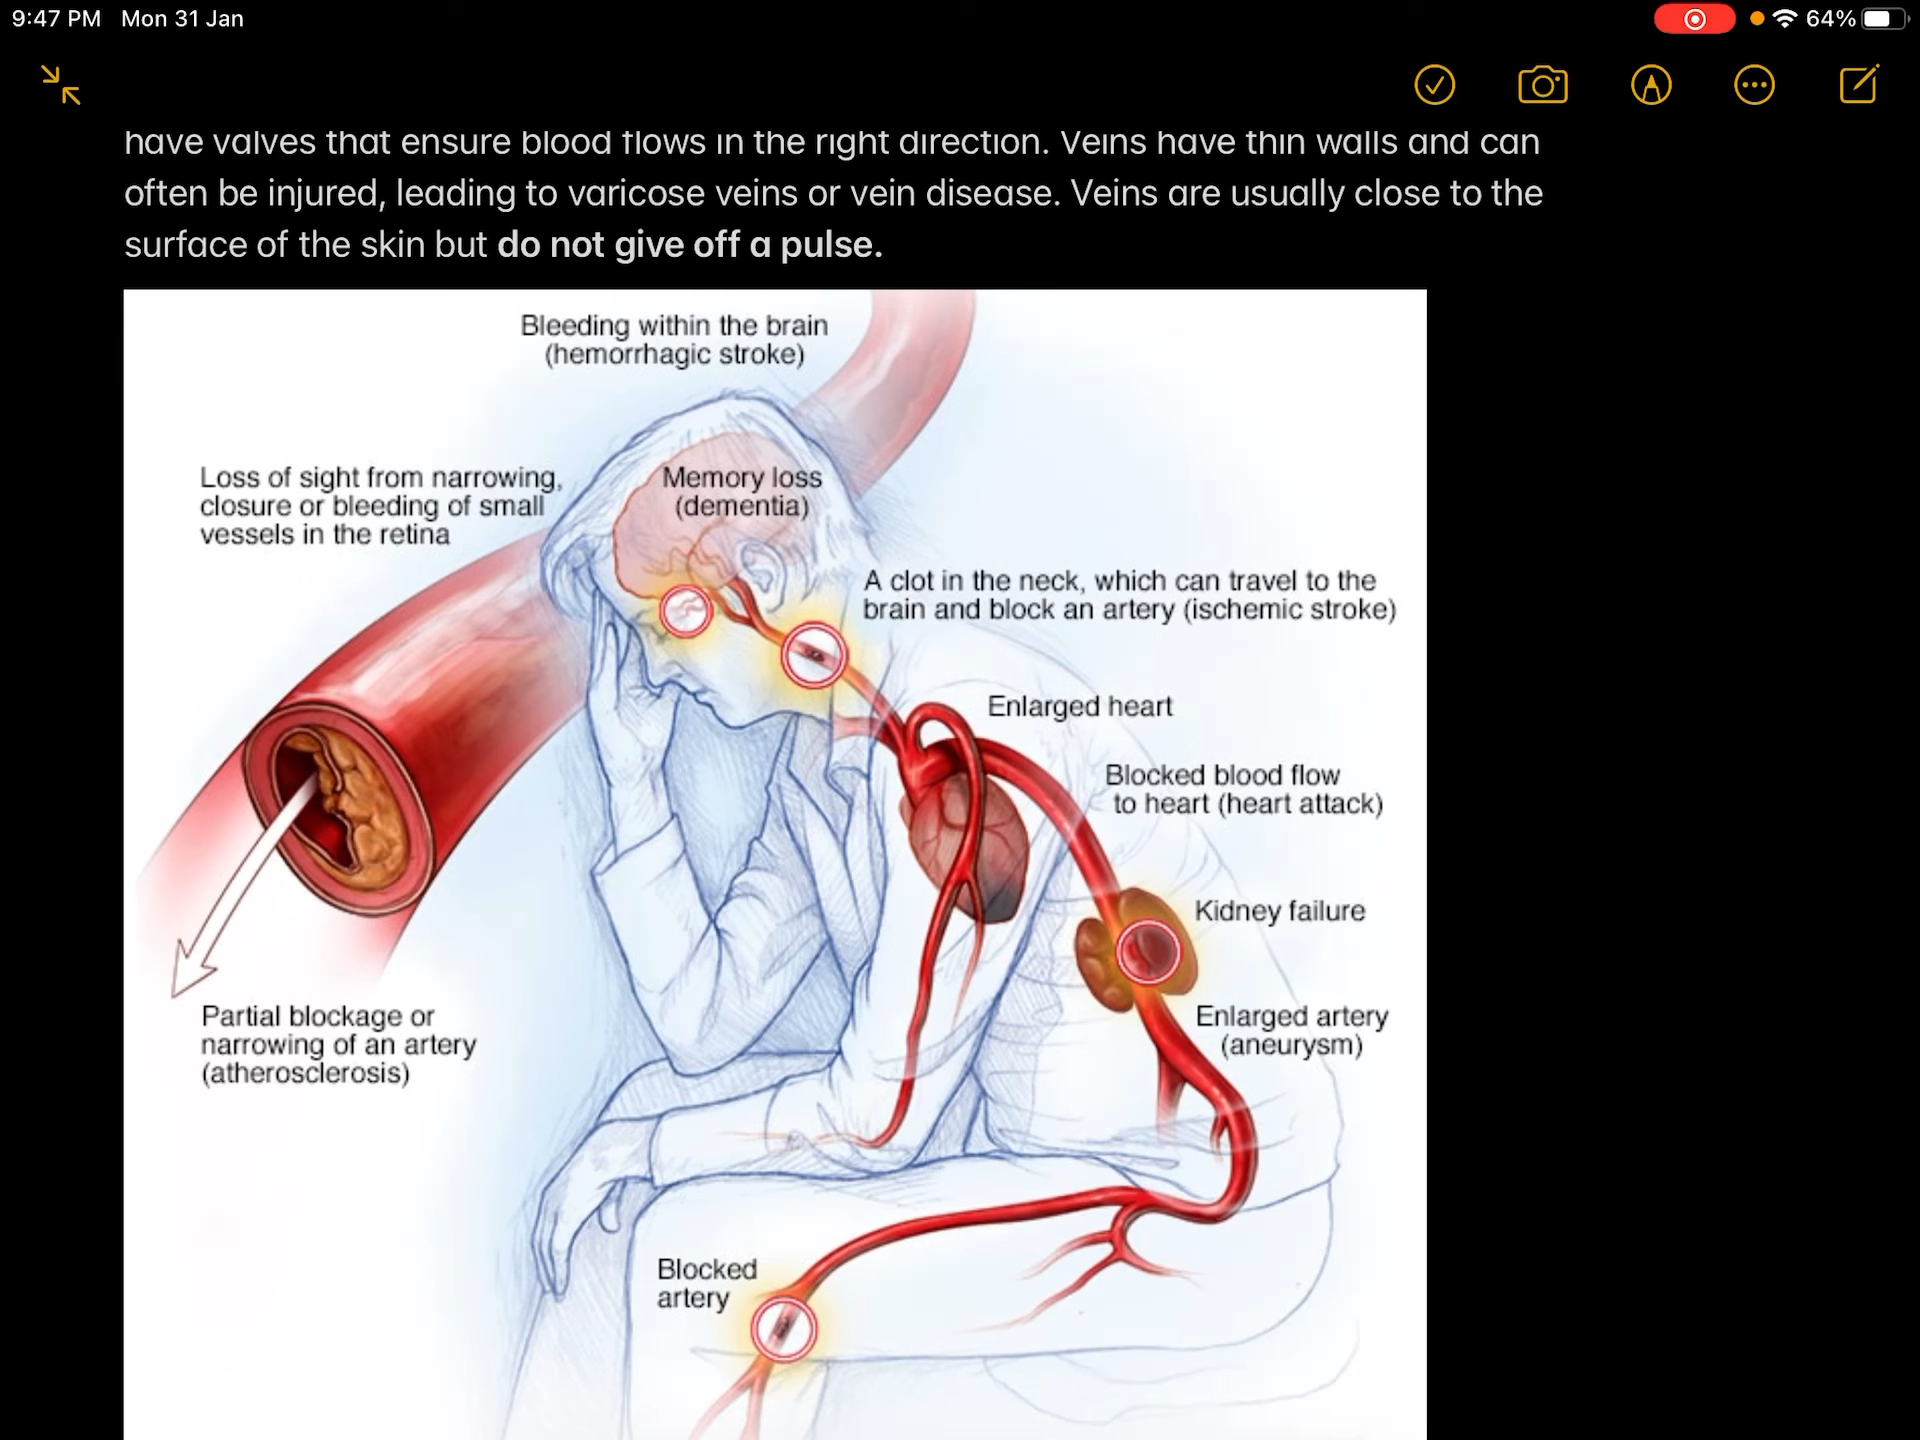 9:47 PM Mon 31 Jan
64%
have valves that ensure blood flows in the right direction. Veins have thin walls and can
often be injured, leading to varicose veins or vein disease. Veins are usually close to the
surface of the skin but do not give off a pulse.
Bleeding within the brain
(hemorrhagic stroke)
Loss of sight from narrowing,
closure or bleeding of small
vessels in the retina
Memory loss
(dementia)
A clot in the neck, which can travel to the
brain and block an artery (ischemic stroke)
Enlarged heart
Blocked blood flow
to heart (heart attack)
Kidney failure
Enlarged artery
(aneurysm)
Partial blockage or
narrowing of an artery
(atherosclerosis)
Blocked
artery